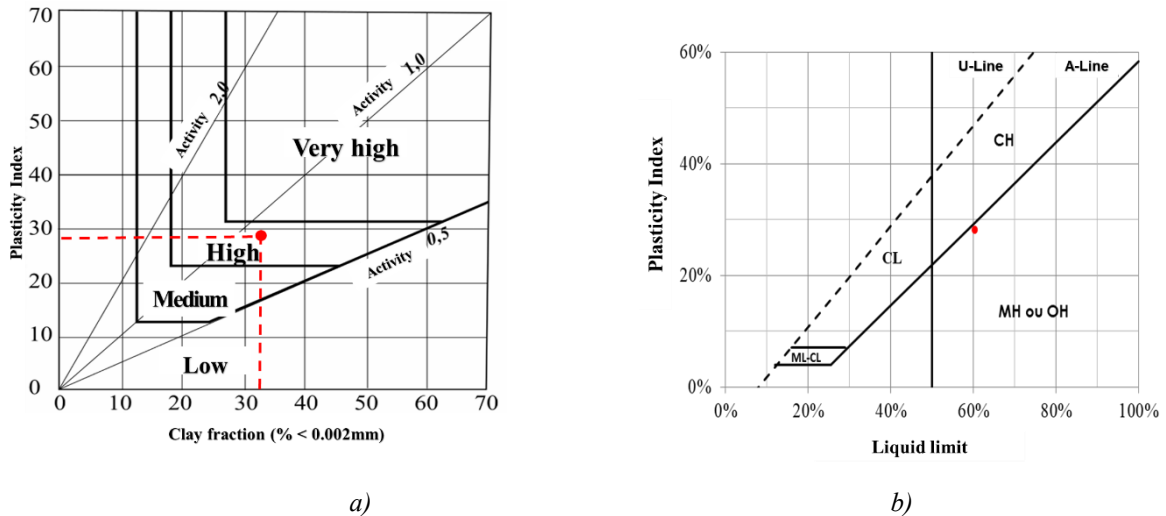 70
60
50
40
30
20
10
0
Plasticity Index
Activity 2,0
Activity 1,0
Very high
High
Activity 0,5
Medium
Low
0 10 20 30 40 50 60 70
Clay fraction (% < 0.002mm)
a)
60%
40%
20%
0%
Plasticity Index
U-Line
A-Line
CH
CL
ML-CL
MH ou OH
0% 20% 40% 60% 80% 100%
Liquid limit
b)